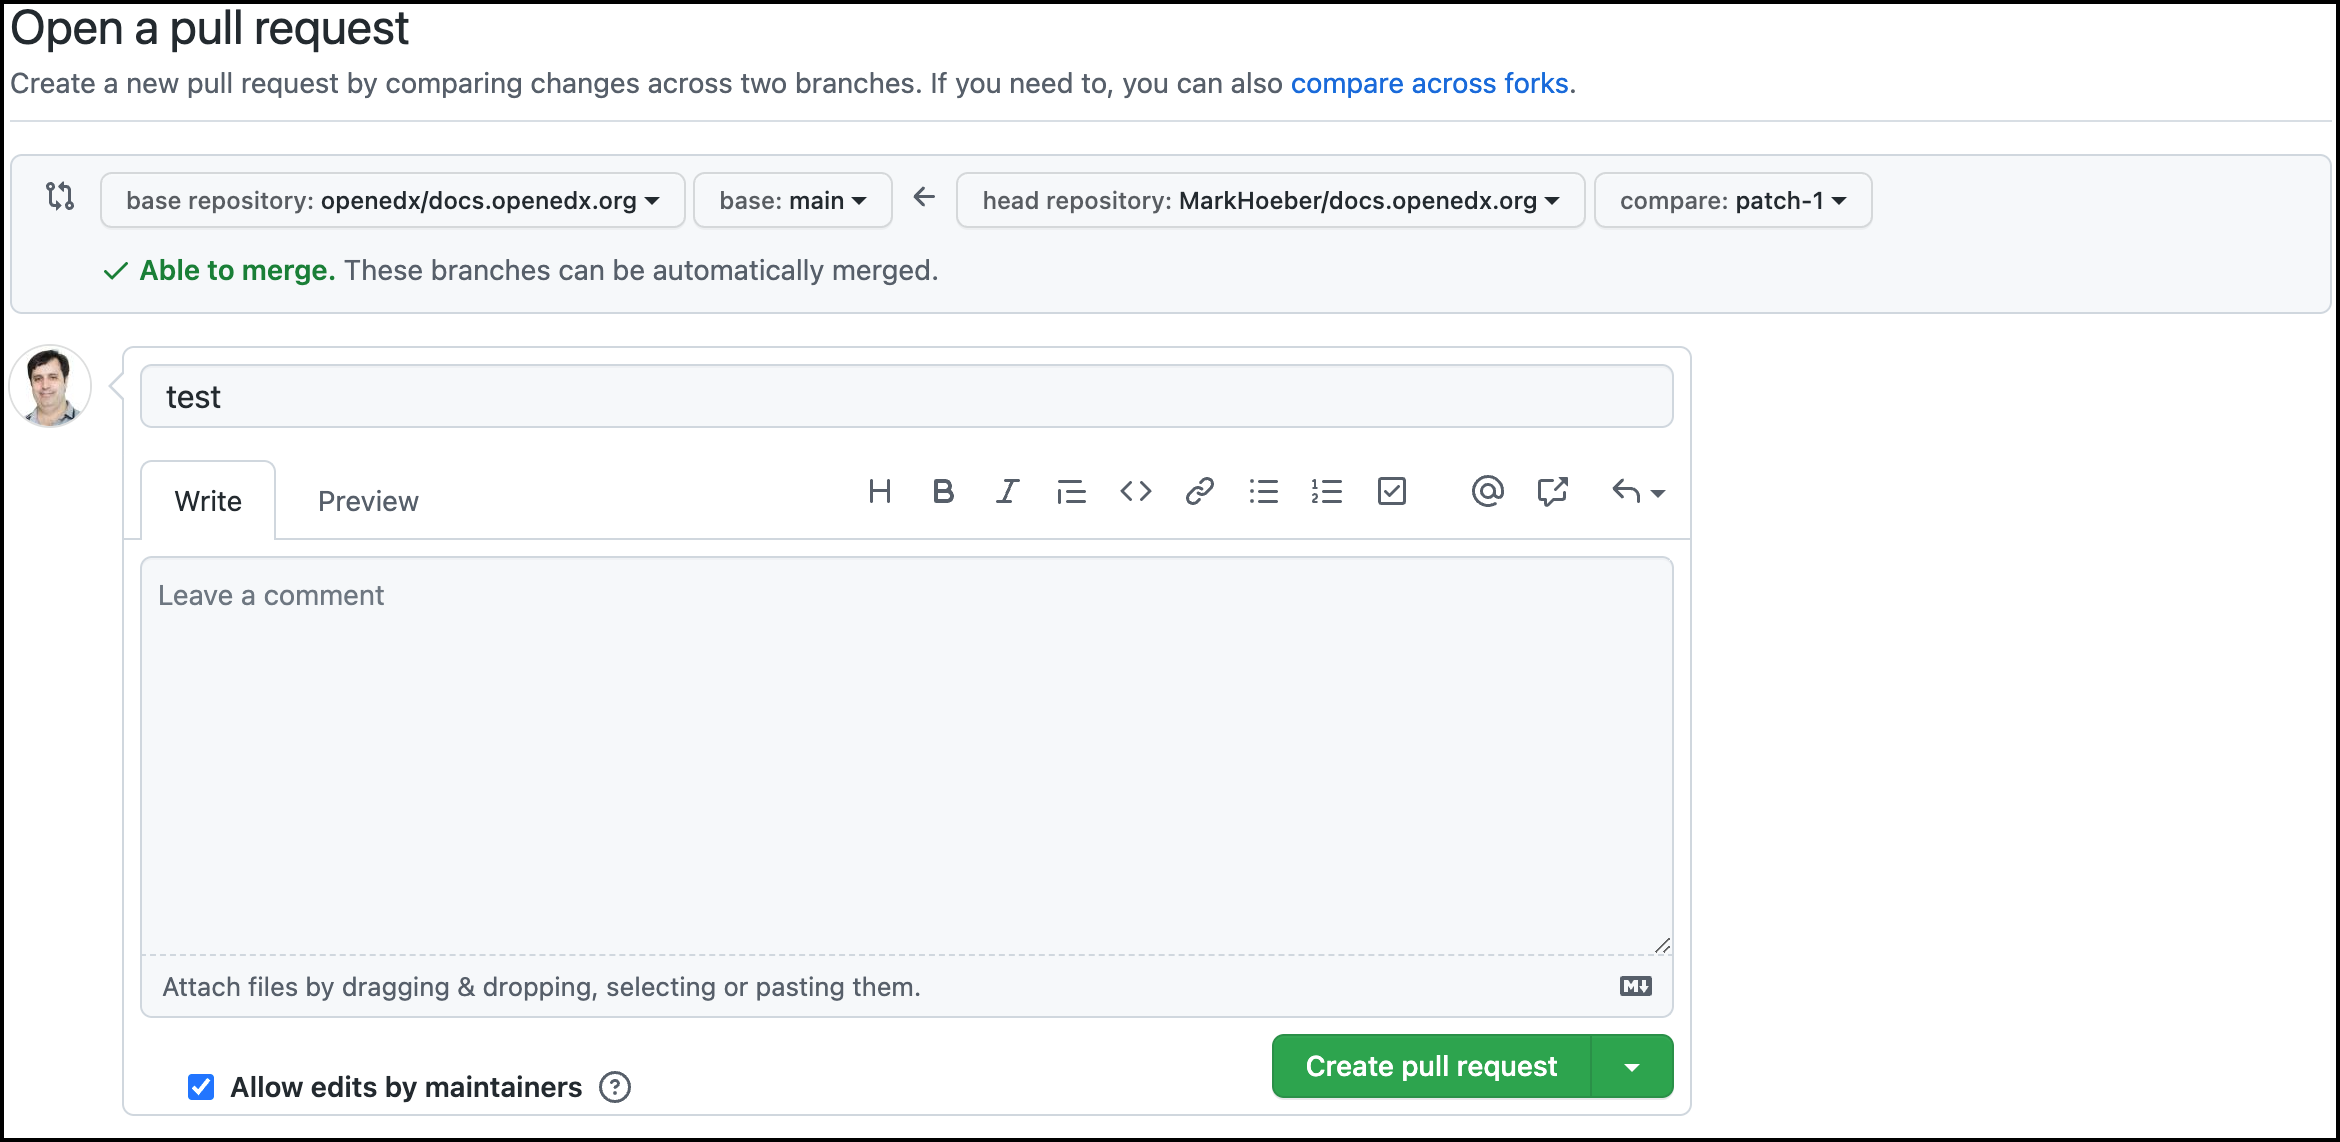 Open a pull request
Create a new pull request by comparing changes across two branches. If you need to, you can also compare across forks.
base repository: openedx/docs.openedx.org base: main head repository: MarkHoeber/docs.openedx.org compare: patch-1
Able to merge. These branches can be automatically merged.
test
Write Preview
Leave a comment
Attach files by dragging & dropping, selecting or pasting them.
Create pull request
Allow edits by maintainers